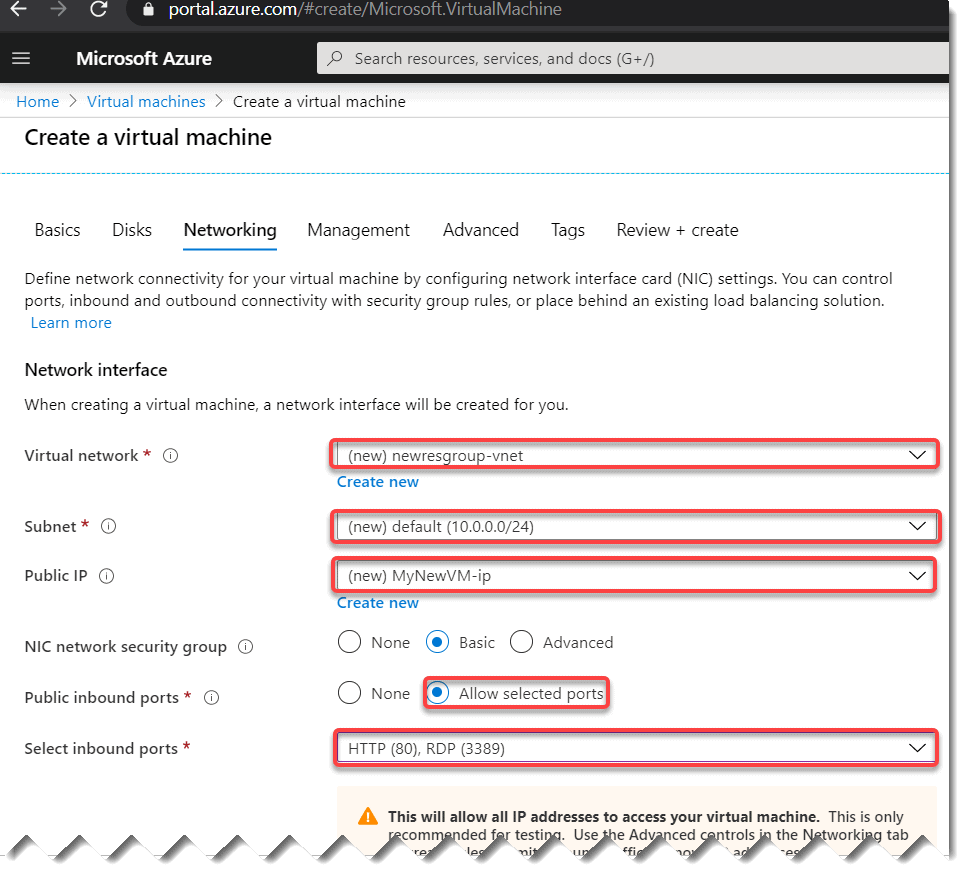 portal.azure.com/#create/Microsoft.VirtualMachine
Microsoft Azure
Search resources, services, and docs (G+/)
Home > Virtual machines > Create a virtual machine
Create a virtual machine
Basics Disks Networking Management Advanced Tags Review + create
Define network connectivity for your virtual machine by configuring network interface card (NIC) settings. You can control
ports, inbound and outbound connectivity with security group rules, or place behind an existing load balancing solution.
Learn more
Network interface
When creating a virtual machine, a network interface will be created for you.
Virtual network * (new) newresgroup-vnet
Create new
Subnet * (new) default (10.0.0.0/24)
Public IP (new) MyNewVM-ip
Create new
NIC network security group None Basic Advanced
Public inbound ports * None Allow selected ports
Select inbound ports * HTTP (80), RDP (3389)
This will allow all IP addresses to access your virtual machine. This is only
recommended for testing. Use the Advanced controls in the Networking tab